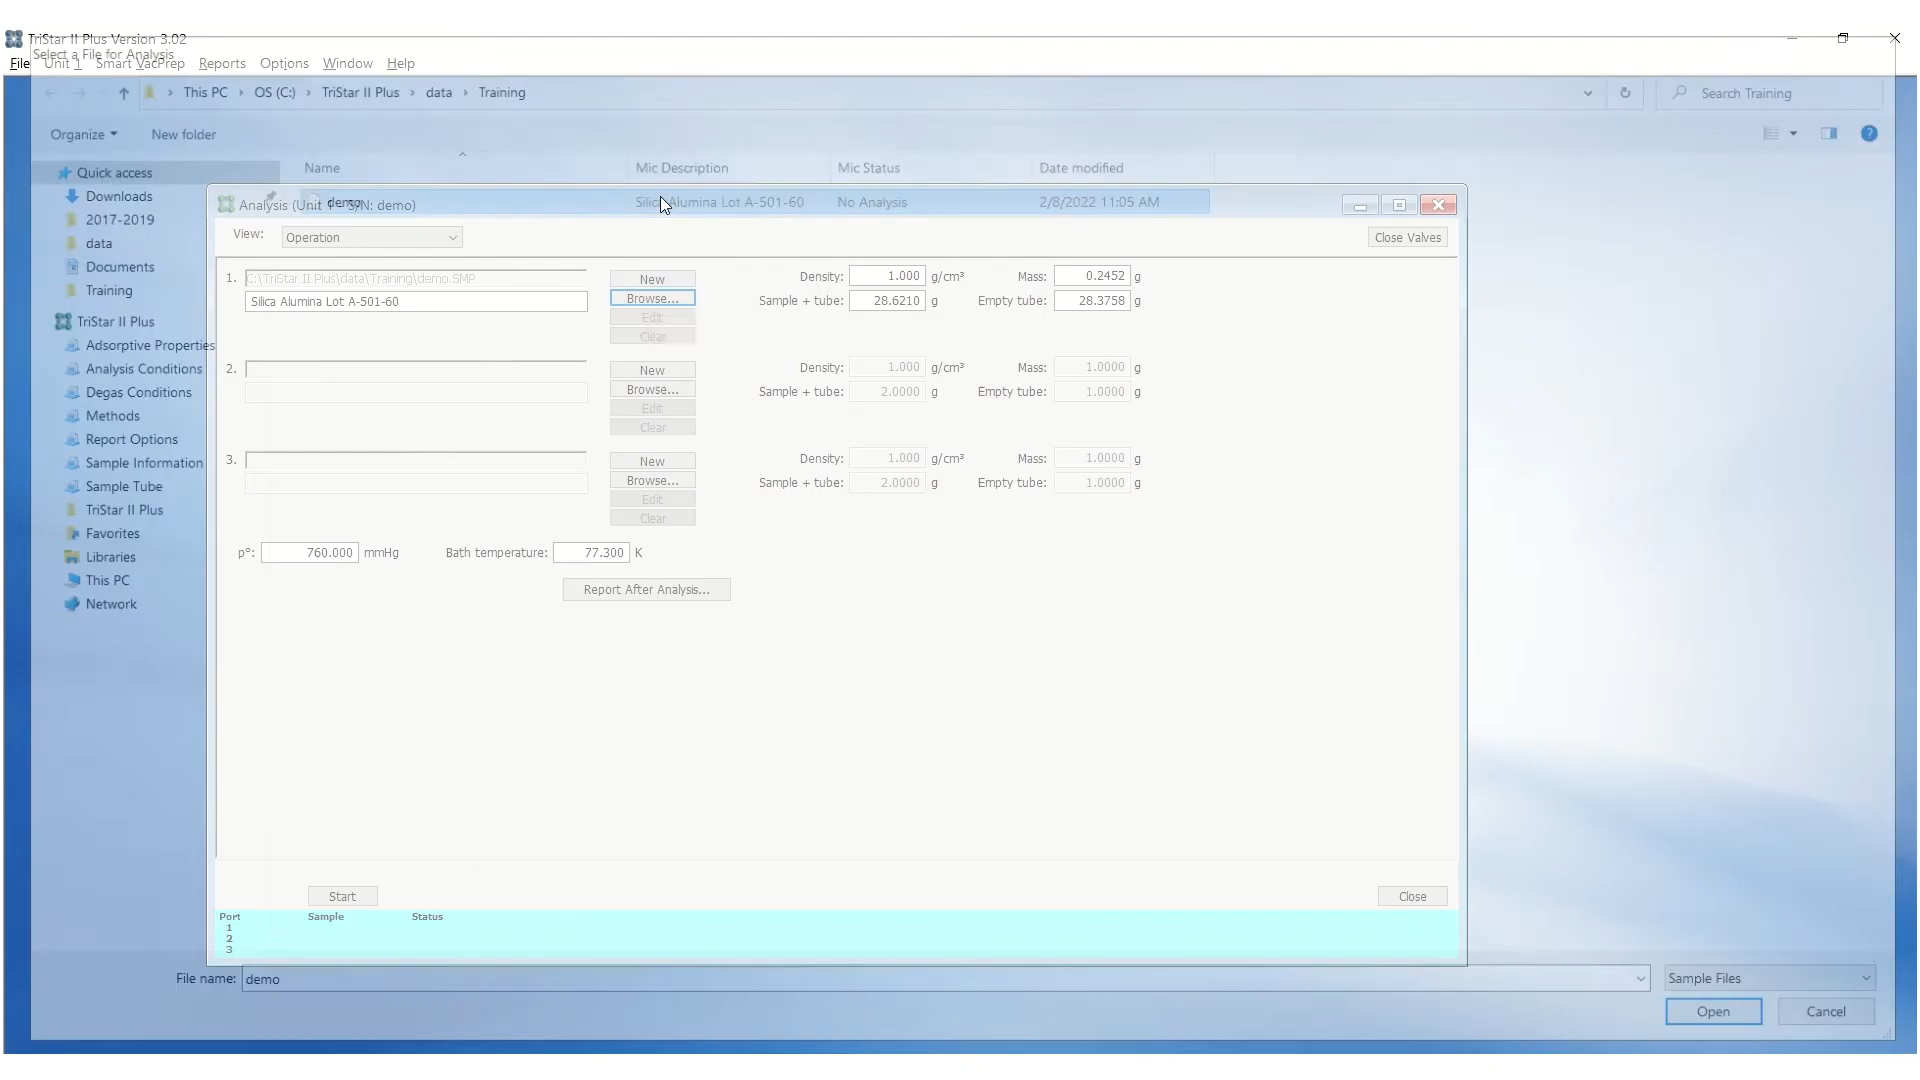 TriStar II Plus Version 3.02
Select a File for Analysis
File Unit 1 Smart VacPrep Reports Options Window Help
This PC > OS (C:) > TriStar II Plus > data > Training
Search Training
Organize New folder
Name Mic Description Mic Status Date modified
Quick access
Downloads
2017-2019
data
Documents
Training
TriStar II Plus
Adsorptive Properties
Analysis Conditions
Degas Conditions
Methods
Report Options
Sample Information
Sample Tube
TriStar II Plus
Favorites
Libraries
This PC
Network
demo Silica Alumina Lot A-501-60 No Analysis 2/8/2022 11:05 AM
Analysis (Unit 1 - S/N: demo)
View: Operation Close Valves
1. C:\TriStar II Plus\data\Training\demo.SMP New Density: 1.000 g/cm³ Mass: 0.2452 g
Silica Alumina Lot A-501-60 Browse... Sample + tube: 28.6210 g Empty tube: 28.3758 g
Edit
Clear
2. New Density: 1.000 g/cm³ Mass: 1.0000 g
Browse... Sample + tube: 2.0000 g Empty tube: 1.0000 g
Edit
Clear
3. New Density: 1.000 g/cm³ Mass: 1.0000 g
Browse... Sample + tube: 2.0000 g Empty tube: 1.0000 g
Edit
Clear
p°: 760.000 mmHg Bath temperature: 77.300 K
Report After Analysis...
Start Close
Port Sample Status
1
2
3
File name: demo Sample Files
Open Cancel